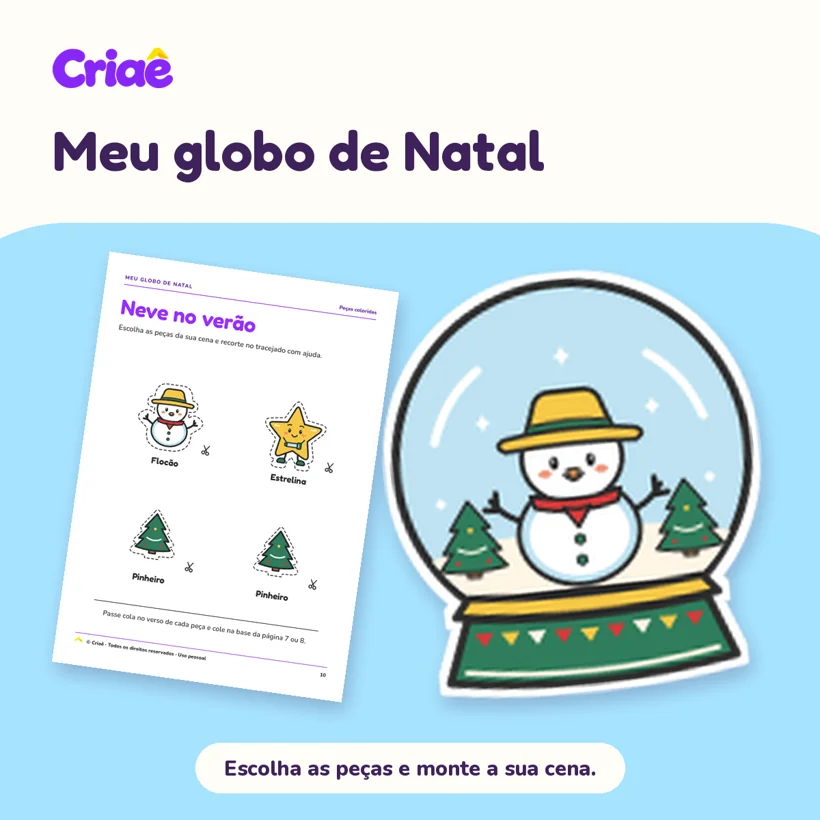 Criaê
Meu globo de Natal
MEU GLOBO DE NATAL
Peças coloridas
Neve no verão
Escolha as peças da sua cena e recorte no tracejado com ajuda.
Flocão
Estrelina
Pinheiro
Pinheiro
Passe cola no verso de cada peça e cole na base da página 7 ou 8.
© Criaê · Todos os direitos reservados · Uso pessoal
10
Escolha as peças e monte a sua cena.